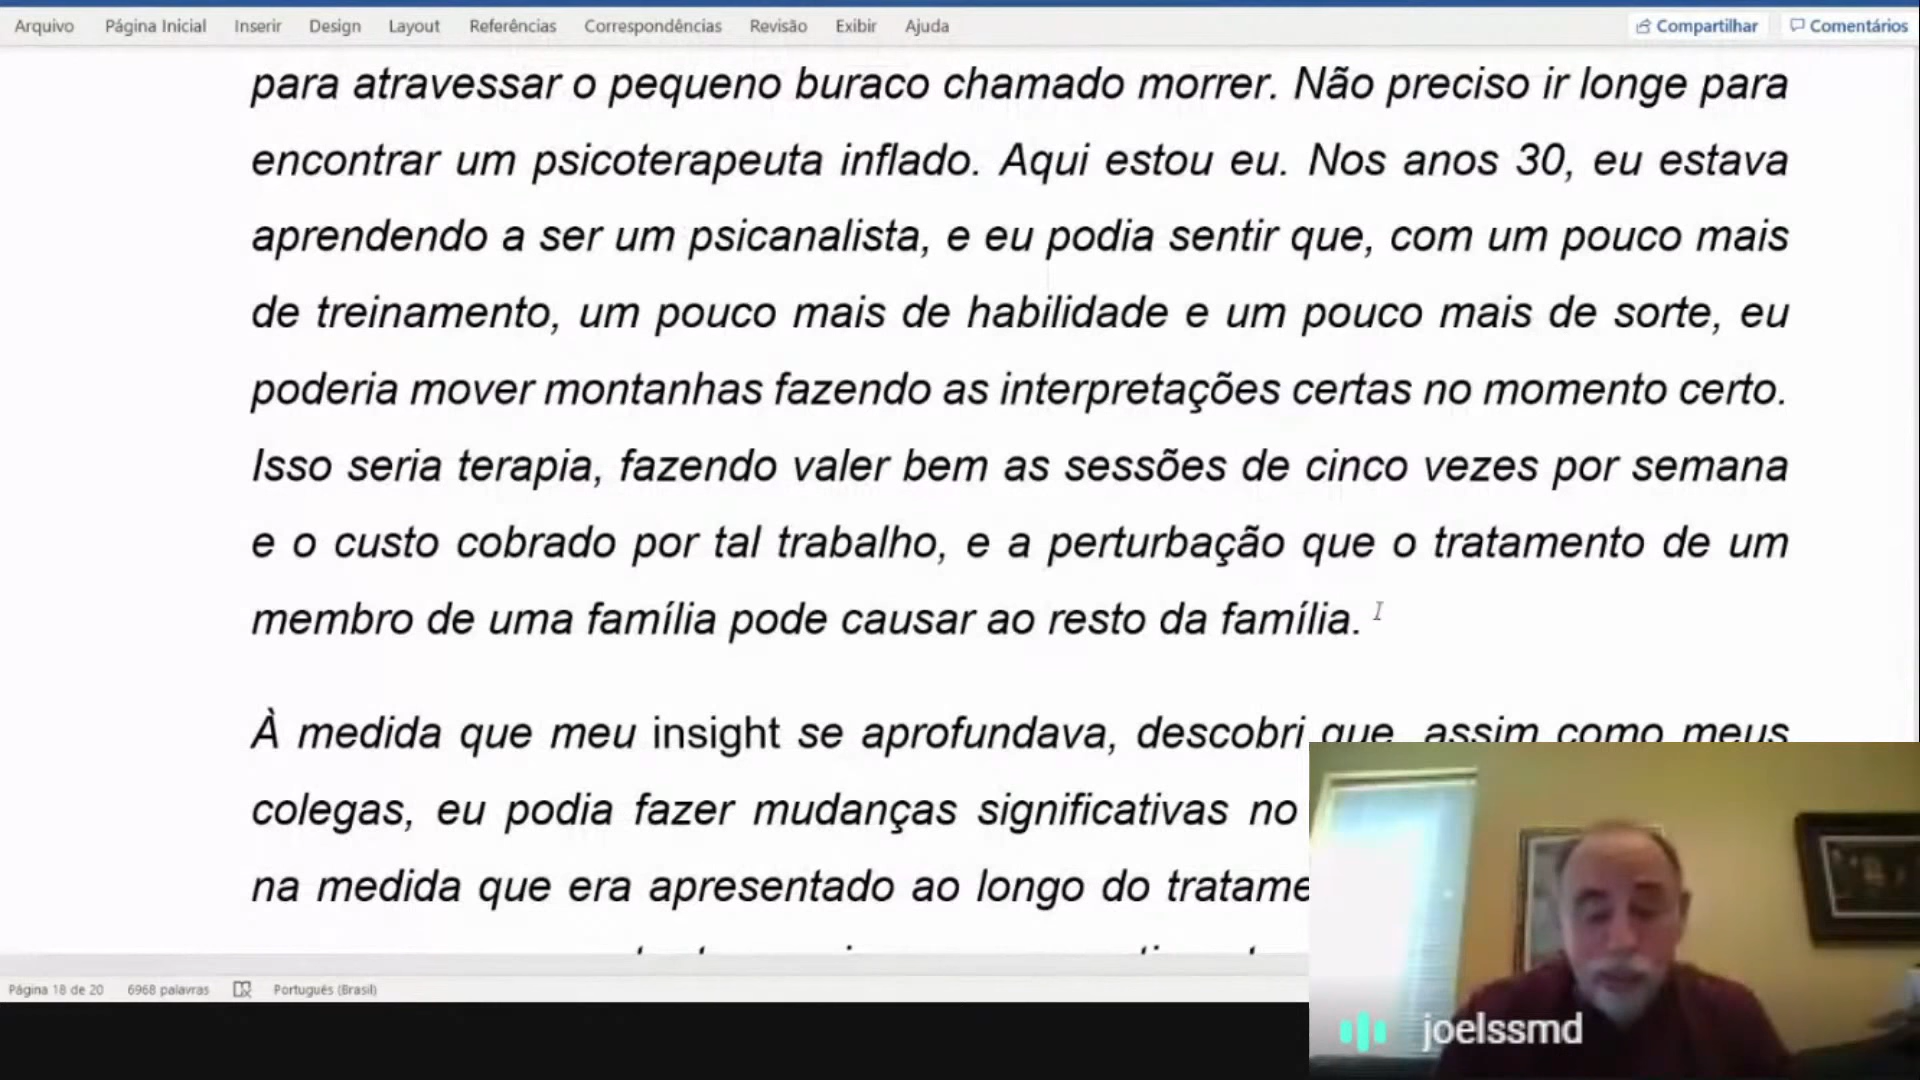 Arquivo Página Inicial Inserir Design Layout Referências Correspondências Revisão Exibir Ajuda Compartilhar Comentários
para atravessar o pequeno buraco chamado morrer. Não preciso ir longe para
encontrar um psicoterapeuta inflado. Aqui estou eu. Nos anos 30, eu estava
aprendendo a ser um psicanalista, e eu podia sentir que, com um pouco mais
de treinamento, um pouco mais de habilidade e um pouco mais de sorte, eu
poderia mover montanhas fazendo as interpretações certas no momento certo.
Isso seria terapia, fazendo valer bem as sessões de cinco vezes por semana
e o custo cobrado por tal trabalho, e a perturbação que o tratamento de um
membro de uma família pode causar ao resto da família.
À medida que meu insight se aprofundava, descobri que, assim como meus
colegas, eu podia fazer mudanças significativas no
na medida que era apresentado ao longo do tratame
Página 18 de 20 6968 palavras Português (Brasil)
joelssmd